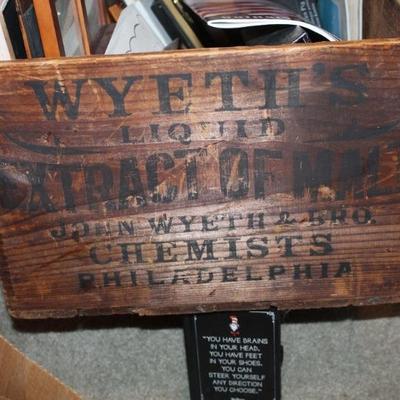 WYETH'S
LIQUID
EXTRACT OF MAL
JOHN WYETH & BRO.
CHEMISTS
PHILADELPHIA
"YOU HAVE BRAINS
IN YOUR HEAD.
YOU HAVE FEET
IN YOUR SHOES.
YOU CAN
STEER YOURSELF
ANY DIRECTION
YOU CHOOSE."